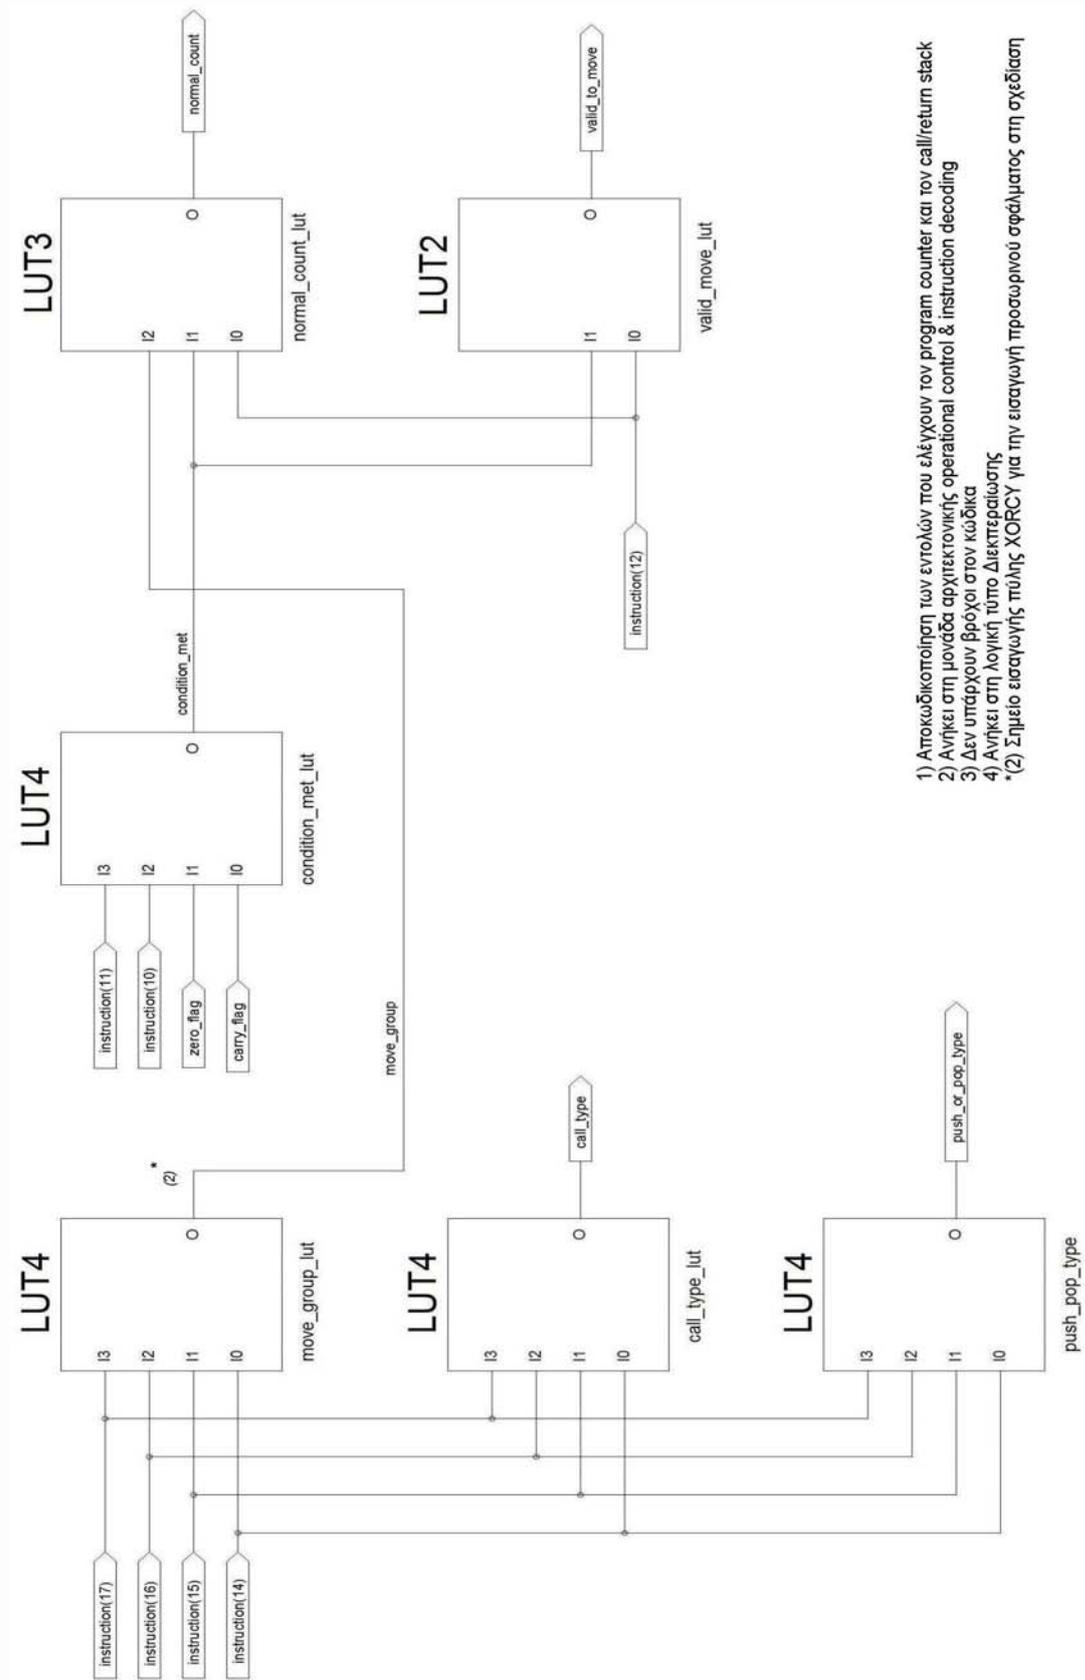 LUT4
I3
I2
I1
I0
O
move_group_lut
instruction(17)
instruction(16)
instruction(15)
instruction(14)
*
(2)
move_group
LUT4
I3
I2
I1
I0
O
call_type_lut
call_type
LUT4
I3
I2
I1
I0
O
push_pop_type
push_or_pop_type
LUT4
instruction(11)
instruction(10)
zero_flag
carry_flag
I3
I2
I1
I0
O
condition_met_lut
condition_met
LUT3
I2
I1
I0
O
normal_count_lut
normal_count
LUT2
I1
I0
O
valid_move_lut
valid_to_move
instruction(12)
1) Αποκωδικοποίηση των εντολών που ελέγχουν τον program counter και τον call/return stack
2) Ανήκει στη μονάδα αρχιτεκτονικής operational control & instruction decoding
3) Δεν υπάρχουν βρόχοι στον κώδικα
4) Ανήκει στη λογική τύπο Διεκπεραίωσης
*(2) Σημείο εισαγωγής πύλης XORCY για την εισαγωγή προσωρινού σφάλματος στη σχεδίαση